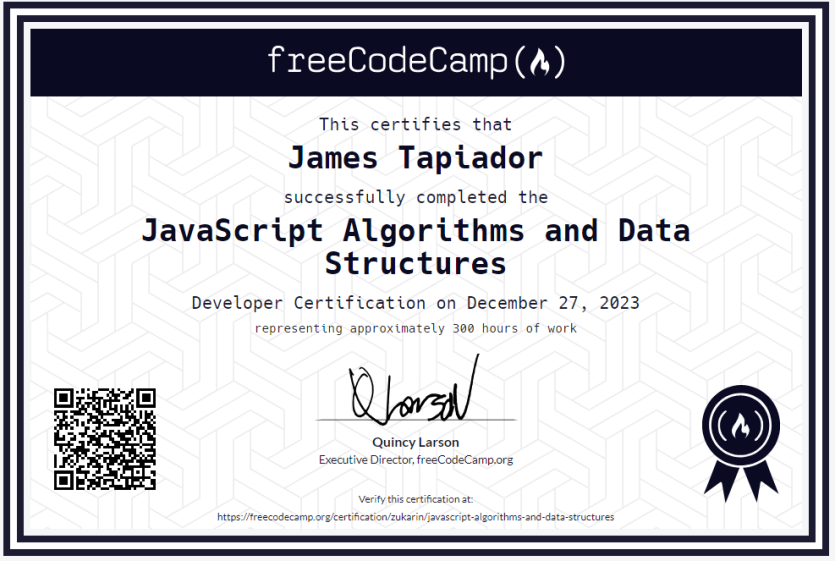 freeCodeCamp
This certifies that
James Tapiador
successfully completed the
JavaScript Algorithms and Data
Structures
Developer Certification on December 27, 2023
representing approximately 300 hours of work
Quincy Larson
Executive Director, freeCodeCamp.org
Verify this certification at:
https://freecodecamp.org/certification/zukarin/javascript-algorithms-and-data-structures